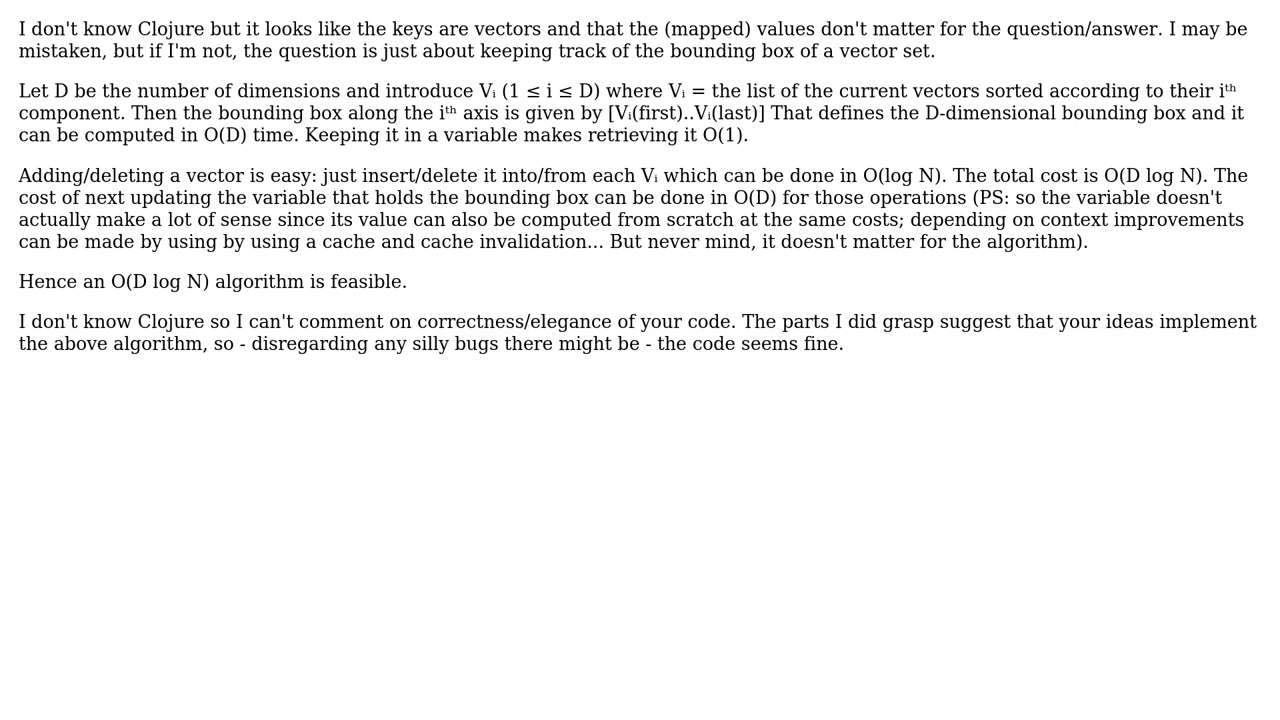 I don't know Clojure but it looks like the keys are vectors and that the (mapped) values don't matter for the question/answer. I may be
mistaken, but if I'm not, the question is just about keeping track of the bounding box of a vector set.
Let D be the number of dimensions and introduce Vᵢ (1 ≤ i ≤ D) where Vᵢ = the list of the current vectors sorted according to their iᵗʰ
component. Then the bounding box along the iᵗʰ axis is given by [Vᵢ(first)..Vᵢ(last)] That defines the D-dimensional bounding box and it
can be computed in O(D) time. Keeping it in a variable makes retrieving it O(1).
Adding/deleting a vector is easy: just insert/delete it into/from each Vᵢ which can be done in O(log N). The total cost is O(D log N). The
cost of next updating the variable that holds the bounding box can be done in O(D) for those operations (PS: so the variable doesn't
actually make a lot of sense since its value can also be computed from scratch at the same costs; depending on context improvements
can be made by using by using a cache and cache invalidation... But never mind, it doesn't matter for the algorithm).
Hence an O(D log N) algorithm is feasible.
I don't know Clojure so I can't comment on correctness/elegance of your code. The parts I did grasp suggest that your ideas implement
the above algorithm, so - disregarding any silly bugs there might be - the code seems fine.